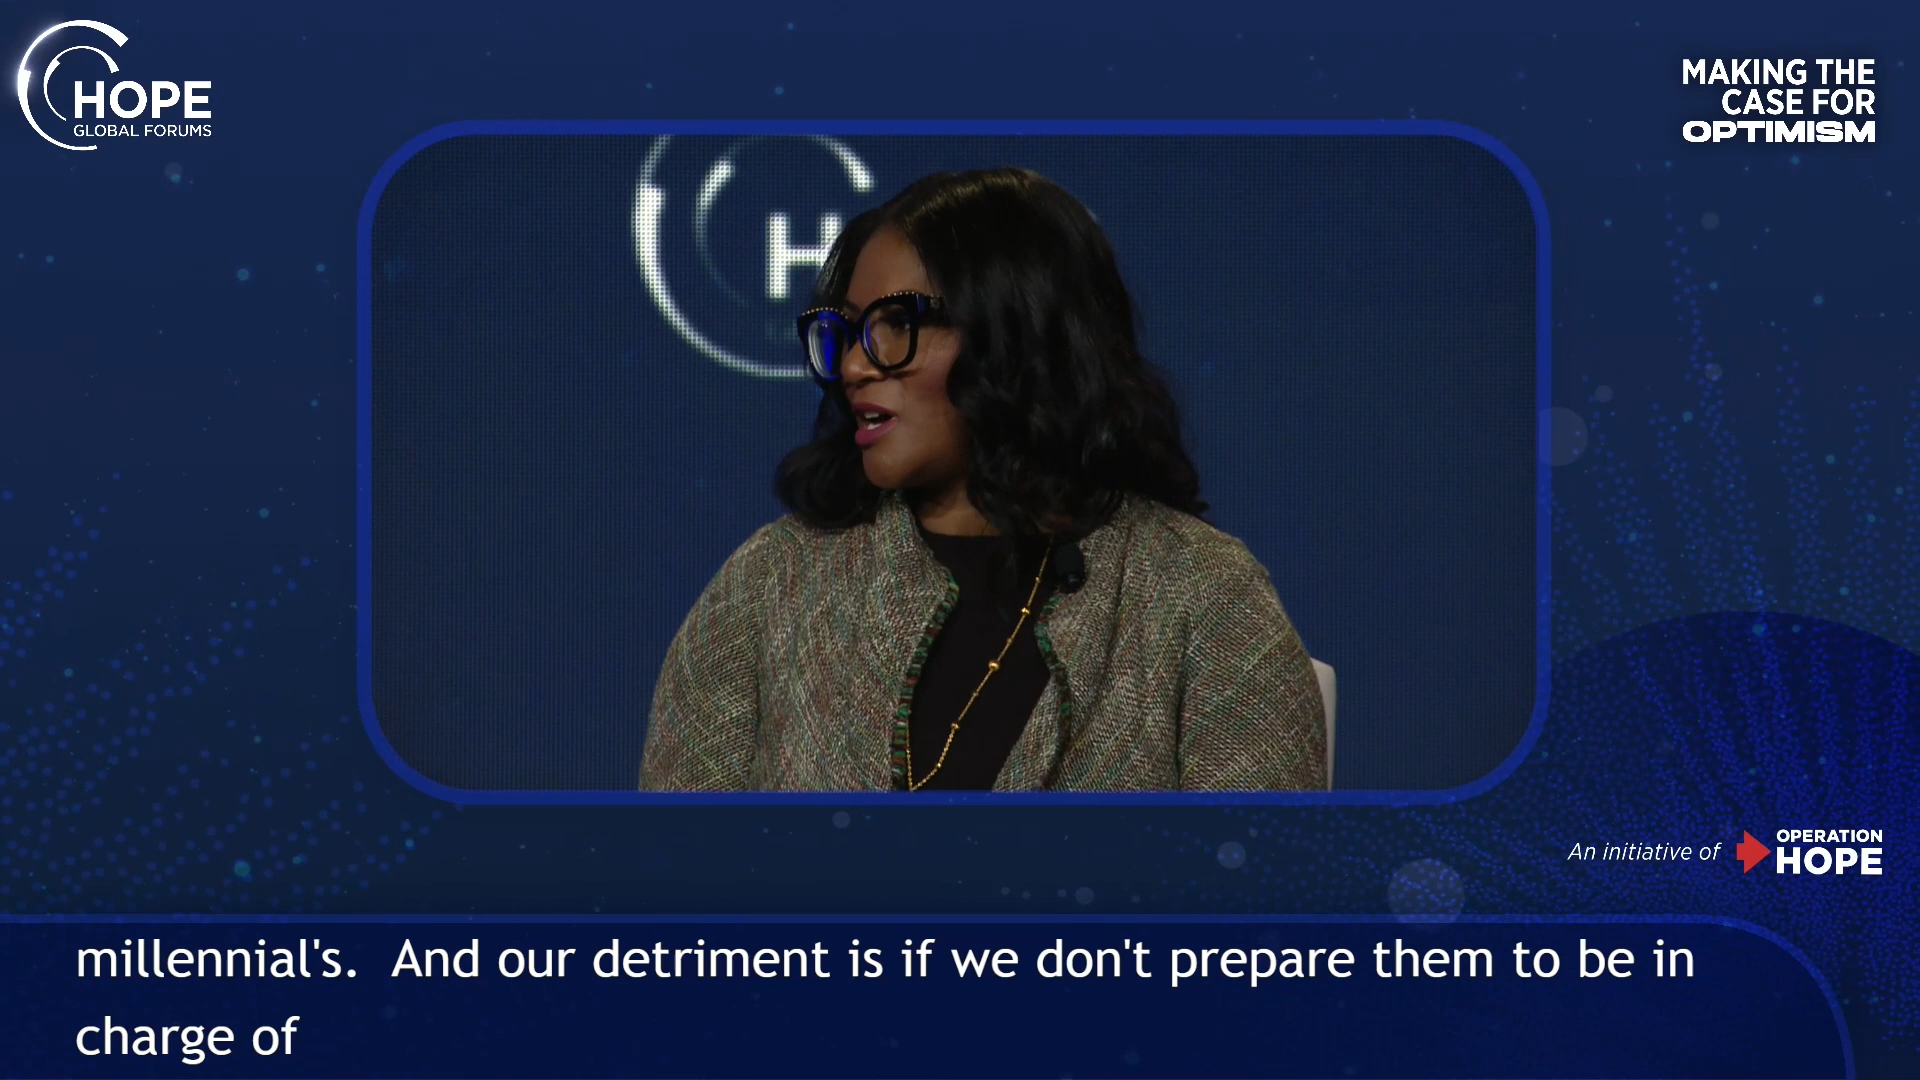 HOPE
GLOBAL FORUMS
MAKING THE
CASE FOR
OPTIMISM
H
An initiative of
OPERATION
HOPE
millennial's.  And our detriment is if we don't prepare them to be in
charge of